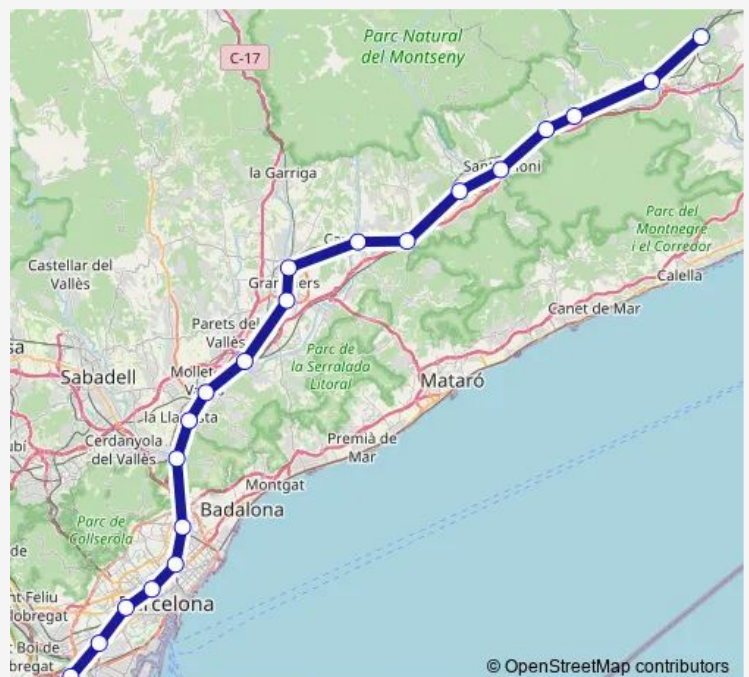 Parc Natural
del Montseny
C-17
la Garriga
Parc del
Montnegre
i el Corredor
Castellar del
Vallès
Calella
Canet de Mar
Parets del
Vallès
Parc de
la Serralada
Litoral
Sabadell
Mollet
Mataró
Cerdanyola
del Vallès
Premià de
Mar
Montgat
Badalona
Parc de
Collserola
© OpenStreetMap contributors